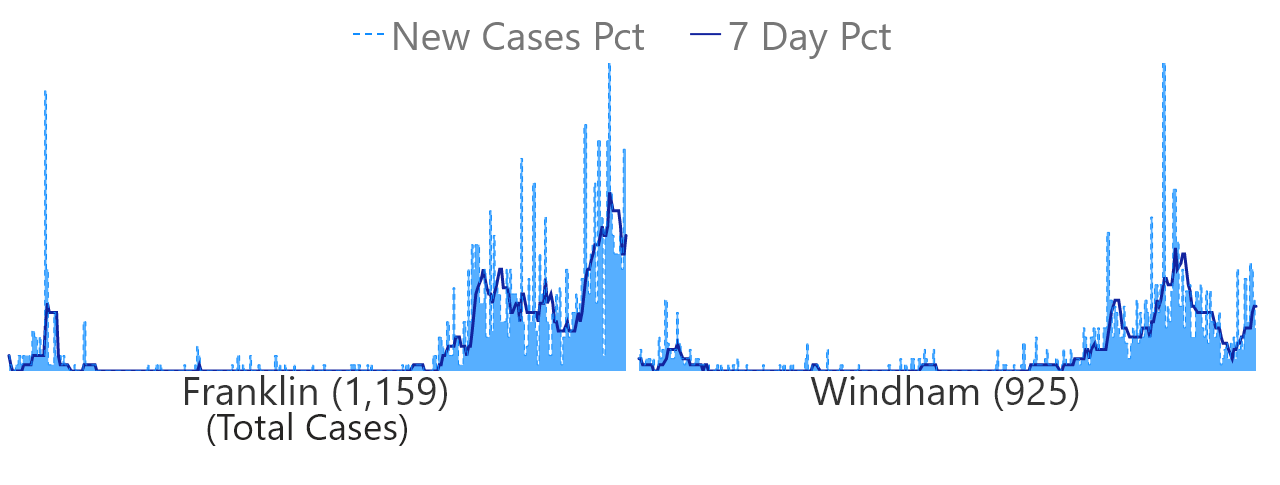 New Cases Pct 7 Day Pct
Franklin (1,159)
(Total Cases)
Windham (925)